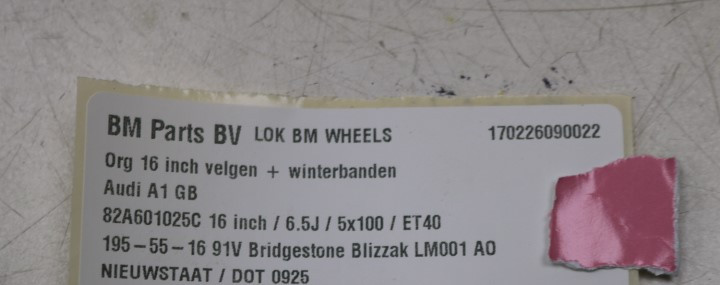 BM Parts BV LOK BM WHEELS 170226090022
Org 16 inch velgen + winterbanden
Audi A1 GB
82A601025C 16 inch / 6.5J / 5x100 / ET40
195-55-16 91V Bridgestone Blizzak LM001 AO
NIEUWSTAAT / DOT 0925